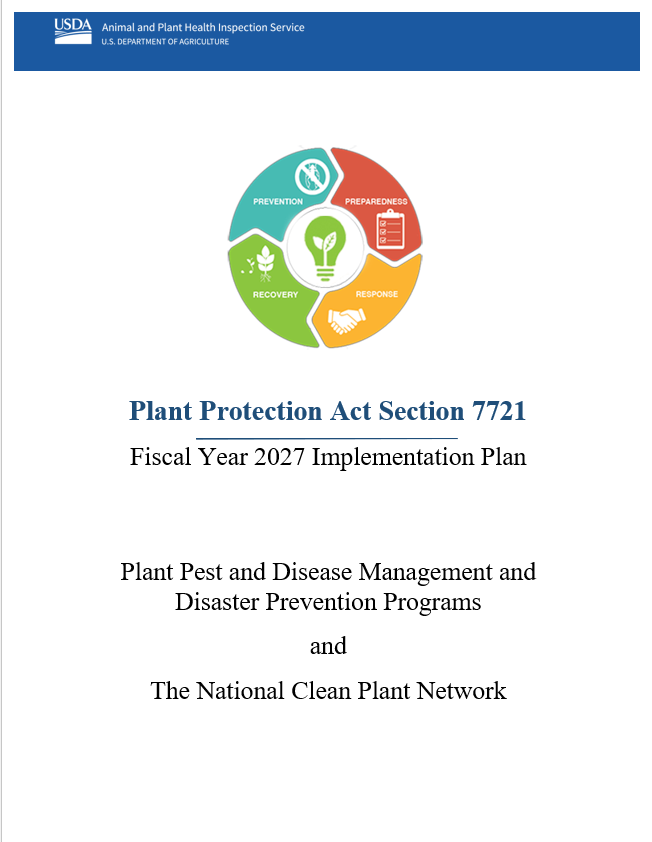 USDA Animal and Plant Health Inspection Service
U.S. DEPARTMENT OF AGRICULTURE
PREVENTION
PREPAREDNESS
RECOVERY
RESPONSE
Plant Protection Act Section 7721
Fiscal Year 2027 Implementation Plan
Plant Pest and Disease Management and
Disaster Prevention Programs
and
The National Clean Plant Network